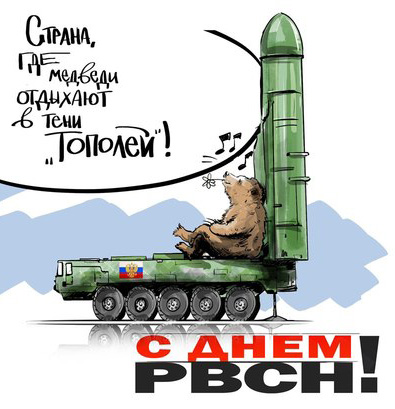 Страна,
где
медведи
отдыхают
в тени
„Тополей"!
С ДНЕМ
РВСН!